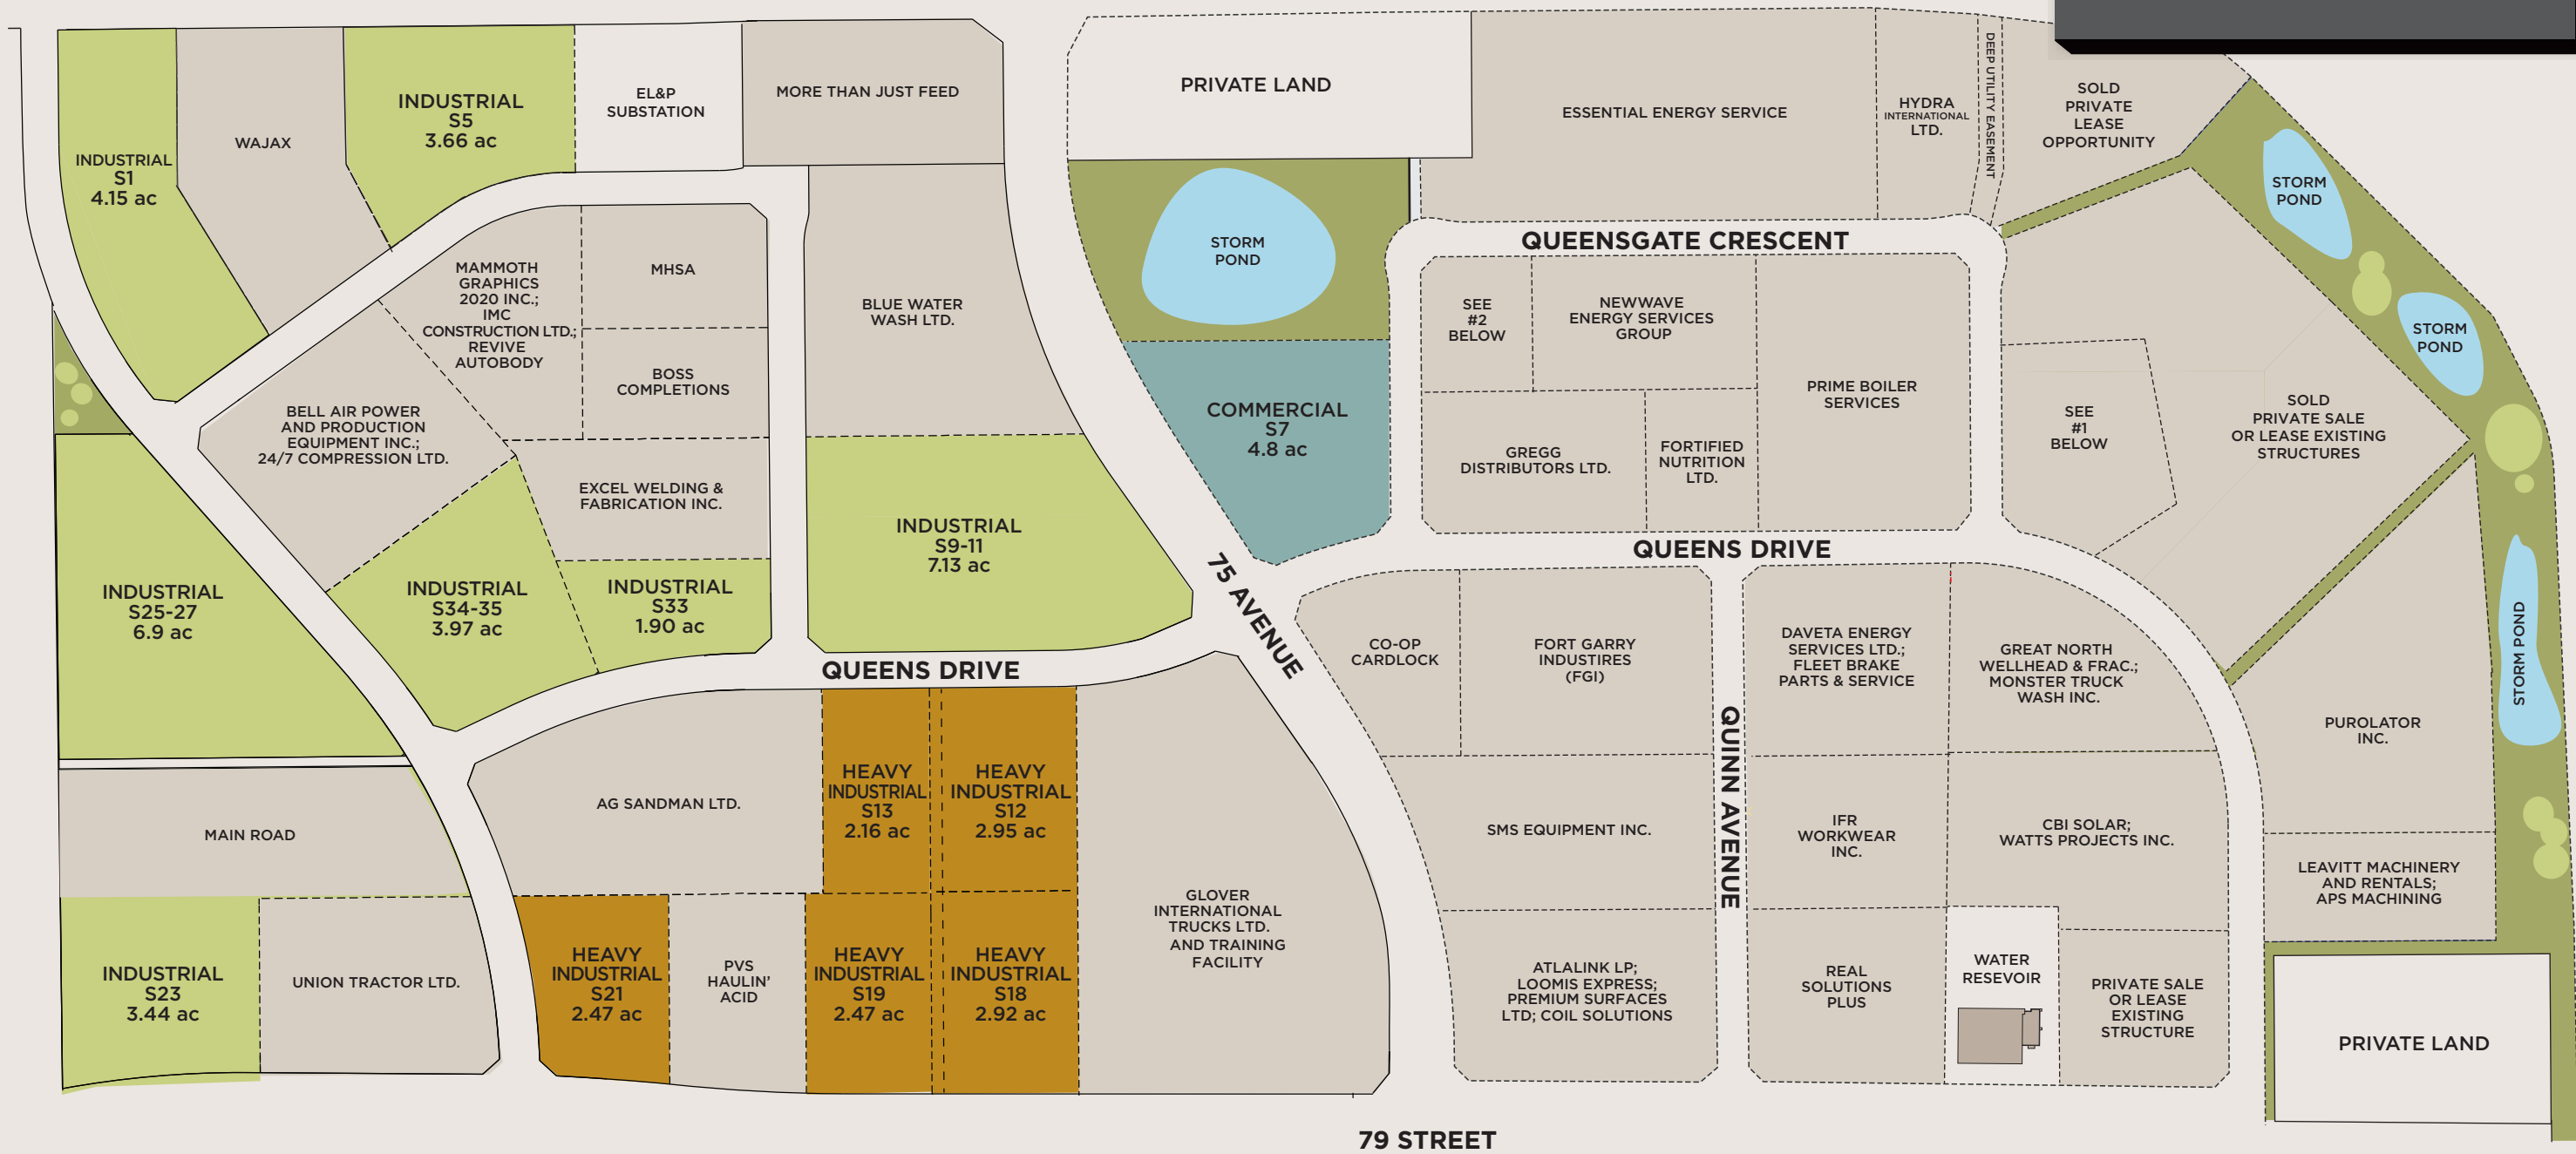 INDUSTRIAL
S1
4.15 ac
WAJAX
INDUSTRIAL
S5
3.66 ac
EL&P
SUBSTATION
MORE THAN JUST FEED
PRIVATE LAND
ESSENTIAL ENERGY SERVICE
HYDRA
INTERNATIONAL
LTD.
DEEP UTILITY EASEMENT
SOLD
PRIVATE
LEASE
OPPORTUNITY
STORM
POND
STORM
POND
QUEENSGATE CRESCENT
MAMMOTH
GRAPHICS
2020 INC.;
IMC
CONSTRUCTION LTD.;
REVIVE
AUTOBODY
MHSA
BOSS
COMPLETIONS
BLUE WATER
WASH LTD.
SEE
#2
BELOW
NEWWAVE
ENERGY SERVICES
GROUP
PRIME BOILER
SERVICES
STORM
POND
BELL AIR POWER
AND PRODUCTION
EQUIPMENT INC.;
24/7 COMPRESSION LTD.
COMMERCIAL
S7
4.8 ac
GREGG
DISTRIBUTORS LTD.
FORTIFIED
NUTRITION
LTD.
SEE
#1
BELOW
SOLD
PRIVATE SALE
OR LEASE EXISTING
STRUCTURES
EXCEL WELDING &
FABRICATION INC.
INDUSTRIAL
S9-11
7.13 ac
QUEENS DRIVE
75 AVENUE
INDUSTRIAL
S25-27
6.9 ac
INDUSTRIAL
S34-35
3.97 ac
INDUSTRIAL
S33
1.90 ac
QUEENS DRIVE
CO-OP
CARDLOCK
FORT GARRY
INDUSTIRES
(FGI)
DAVETA ENERGY
SERVICES LTD.;
FLEET BRAKE
PARTS & SERVICE
GREAT NORTH
WELLHEAD & FRAC.;
MONSTER TRUCK
WASH INC.
STORM POND
PUROLATOR
INC.
QUINN AVENUE
AG SANDMAN LTD.
HEAVY
INDUSTRIAL
S13
2.16 ac
HEAVY
INDUSTRIAL
S12
2.95 ac
MAIN ROAD
SMS EQUIPMENT INC.
IFR
WORKWEAR
INC.
CBI SOLAR;
WATTS PROJECTS INC.
LEAVITT MACHINERY
AND RENTALS;
APS MACHINING
GLOVER
INTERNATIONAL
TRUCKS LTD.
AND TRAINING
FACILITY
INDUSTRIAL
S23
3.44 ac
UNION TRACTOR LTD.
HEAVY
INDUSTRIAL
S21
2.47 ac
PVS
HAULIN'
ACID
HEAVY
INDUSTRIAL
S19
2.47 ac
HEAVY
INDUSTRIAL
S18
2.92 ac
ATLALINK LP;
LOOMIS EXPRESS;
PREMIUM SURFACES
LTD; COIL SOLUTIONS
REAL
SOLUTIONS
PLUS
WATER
RESEVOIR
PRIVATE SALE
OR LEASE
EXISTING
STRUCTURE
PRIVATE LAND
79 STREET